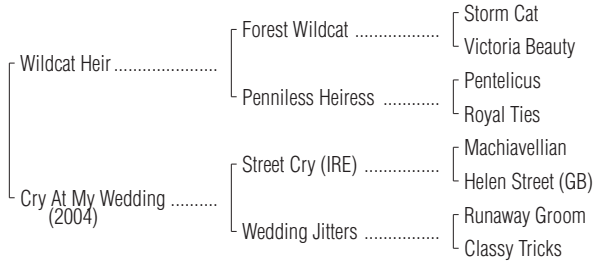 Storm Cat
Forest Wildcat ..................
Victoria Beauty
Wildcat Heir ......................
Pentelicus
Penniless Heiress ............
Royal Ties
Machiavellian
Street Cry (IRE) ................
Helen Street (GB)
Cry At My Wedding ..........
(2004)
Runaway Groom
Wedding Jitters ................
Classy Tricks